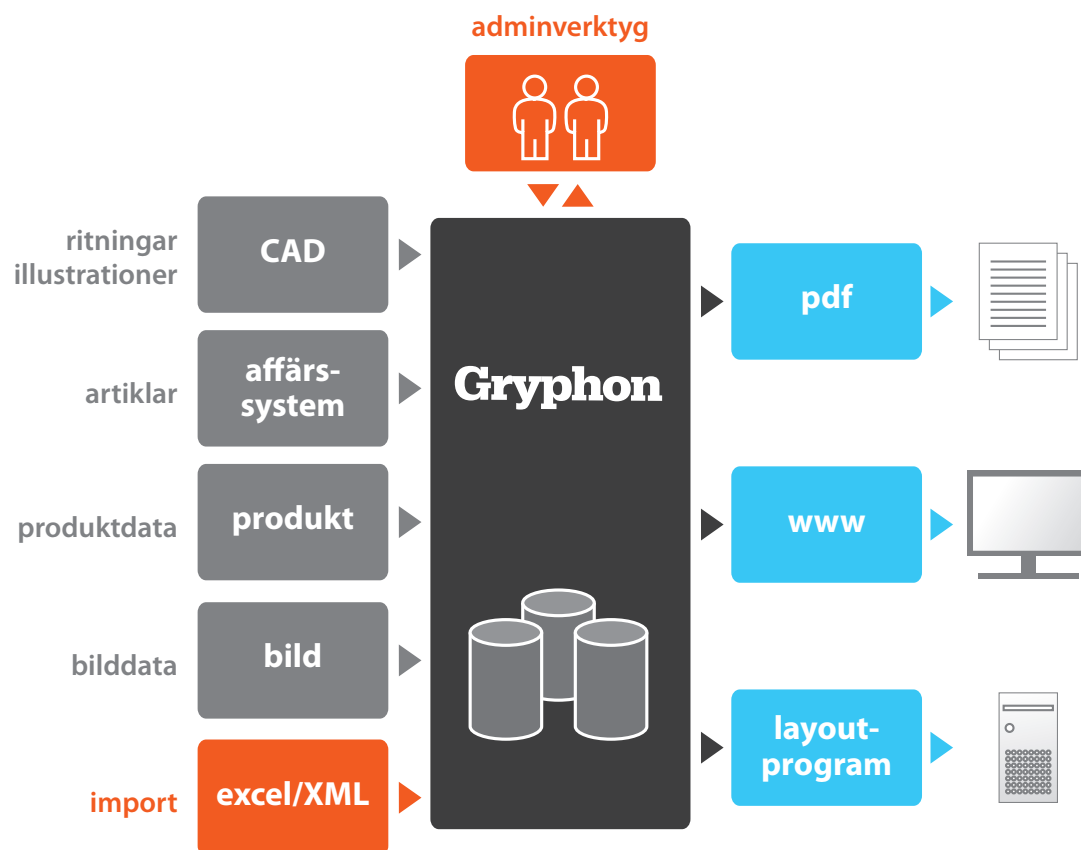 adminverktyg
ritningar
illustrationer
CAD
artiklar
affärs-
system
produktdata
produkt
bilddata
bild
import
excel/XML
Gryphon
pdf
www
layout-
program